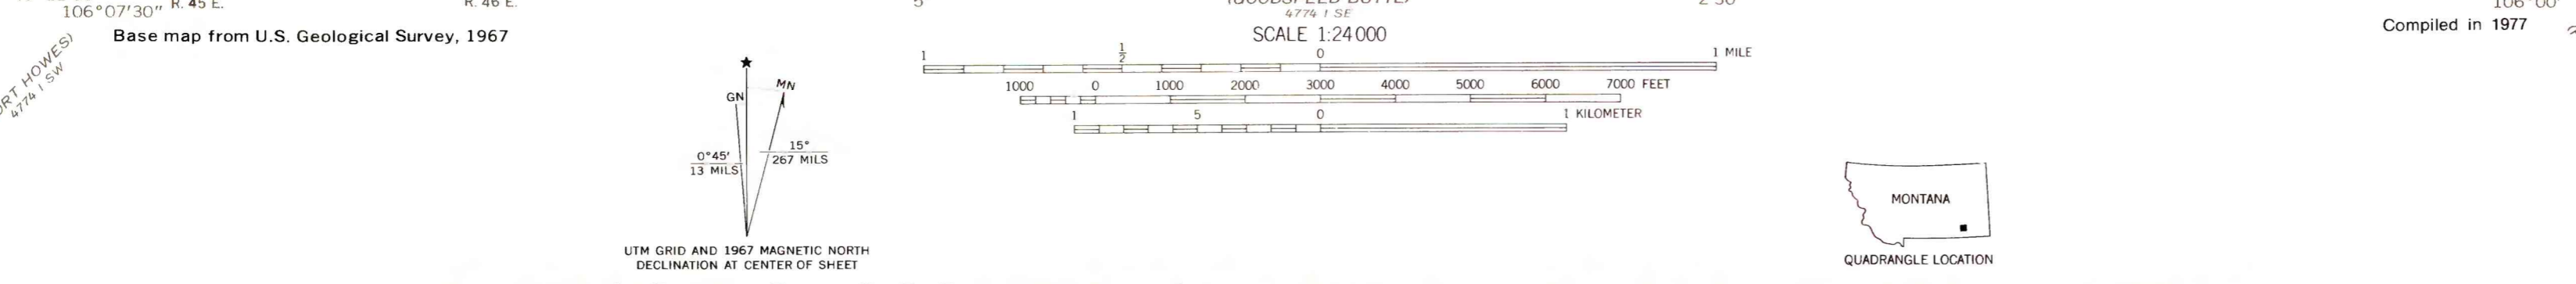 106°07'30" R. 45 E.
R. 46 E.
4774 I SE
SCALE 1:24 000
Base map from U.S. Geological Survey, 1967
Compiled in 1977
HOWES)
4774 I SW
1 ½ 0 1 MILE
1000 0 1000 2000 3000 4000 5000 6000 7000 FEET
1 5 0 1 KILOMETER
★
GN
MN
0°45'
13 MILS
15°
267 MILS
UTM GRID AND 1967 MAGNETIC NORTH
DECLINATION AT CENTER OF SHEET
MONTANA
QUADRANGLE LOCATION